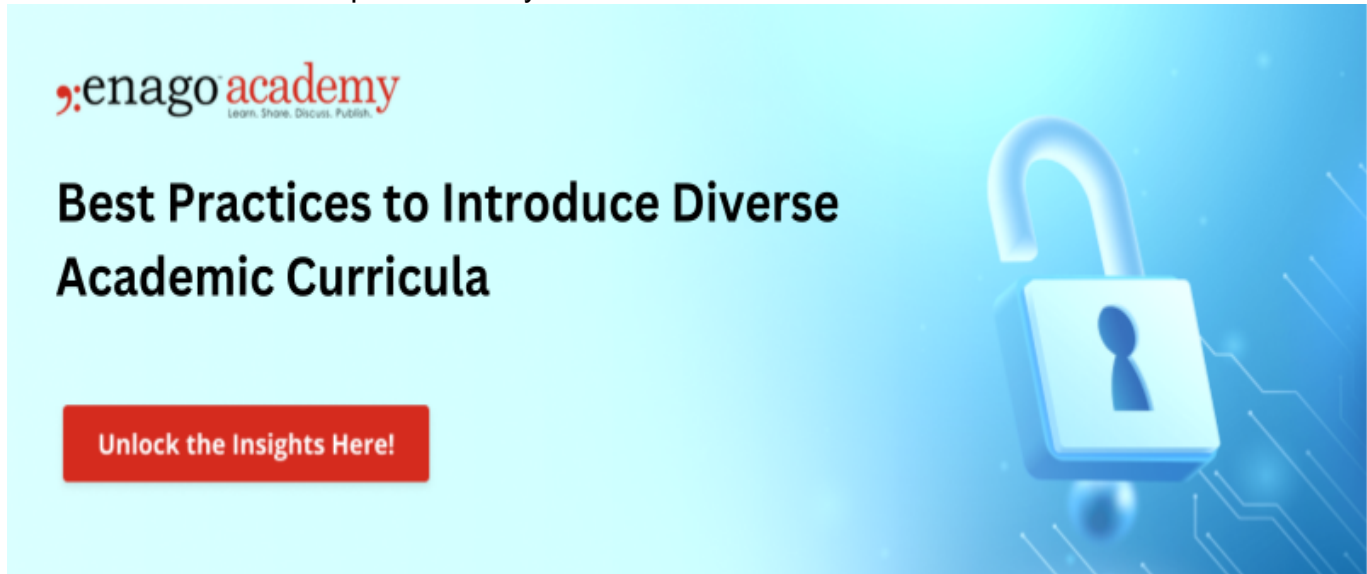 enago academy
Learn. Share. Discuss. Publish.
Best Practices to Introduce Diverse
Academic Curricula
Unlock the Insights Here!